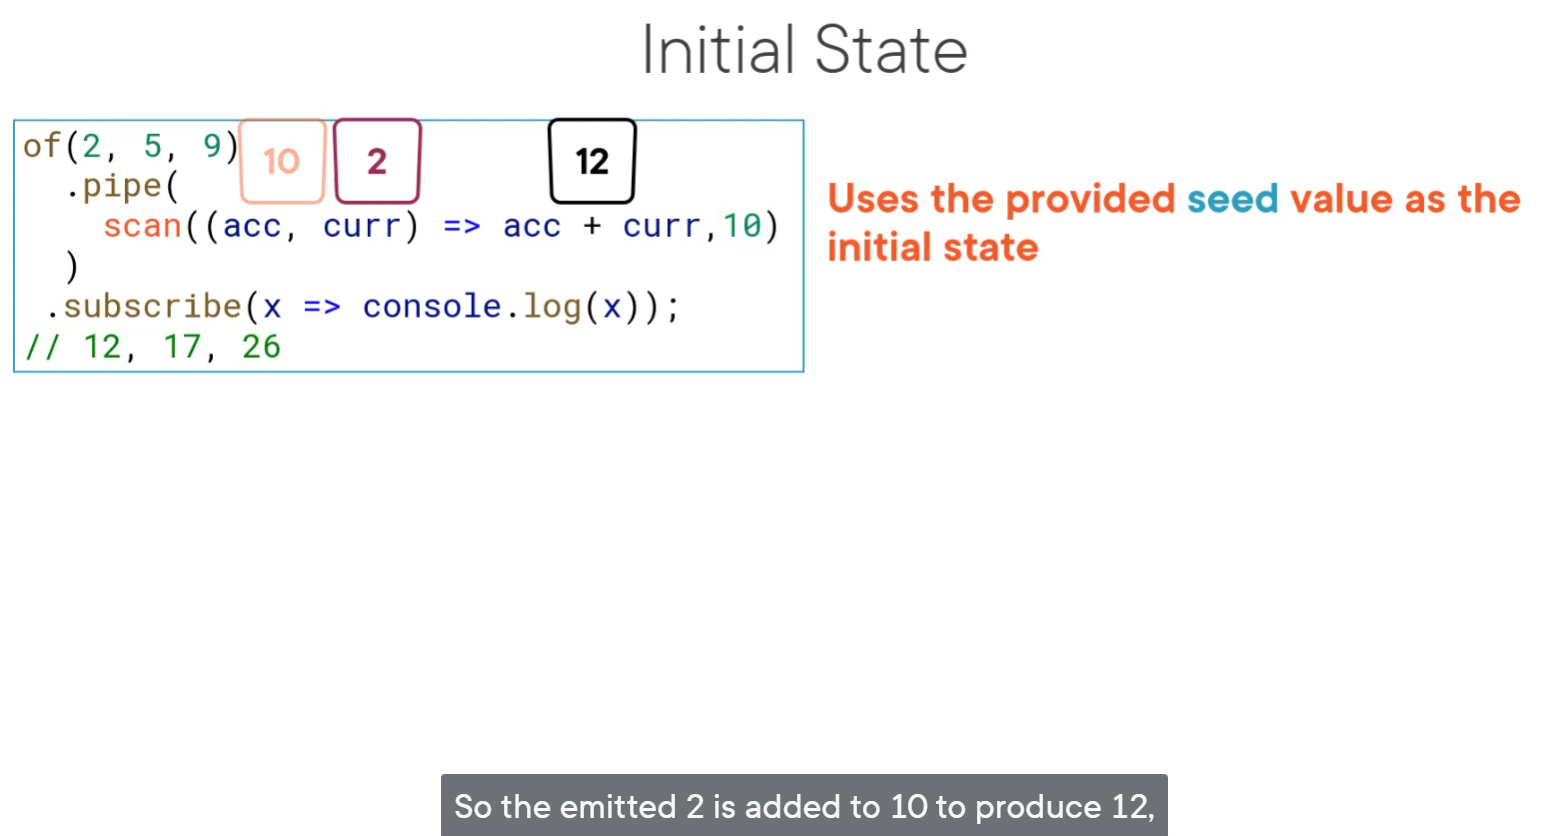 Initial State
of(2, 5, 9)
10
2
12
.pipe(
scan((acc, curr) => acc + curr,10)
)
.subscribe(x => console.log(x));
// 12, 17, 26
Uses the provided seed value as the
initial state
So the emitted 2 is added to 10 to produce 12,